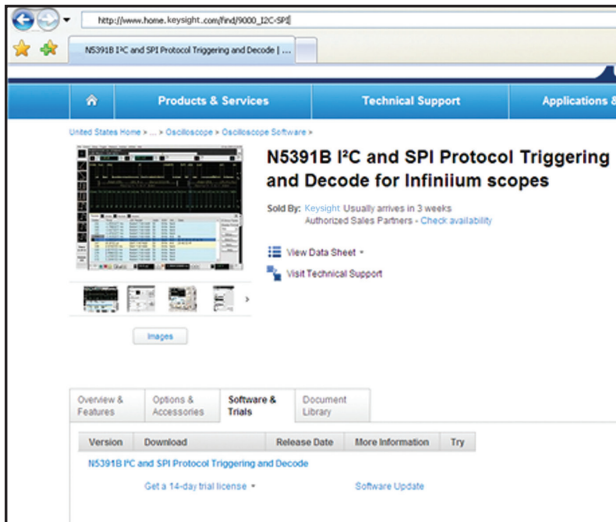 http://www.home.keysight.com/find/9000_I2C-SPI
N5391B I²C and SPI Protocol Triggering and Decode | ...
Products & Services
Technical Support
Applications &
United States Home > ... > Oscilloscope > Oscilloscope Software >
N5391B I²C and SPI Protocol Triggering
and Decode for Infiniium scopes
Sold By: Keysight Usually arrives in 3 weeks
Authorized Sales Partners - Check availability
View Data Sheet
Visit Technical Support
Images
Overview &
Features
Options &
Accessories
Software &
Trials
Document
Library
Version Download Release Date More Information Try
N5391B I²C and SPI Protocol Triggering and Decode
Get a 14-day trial license
Software Update